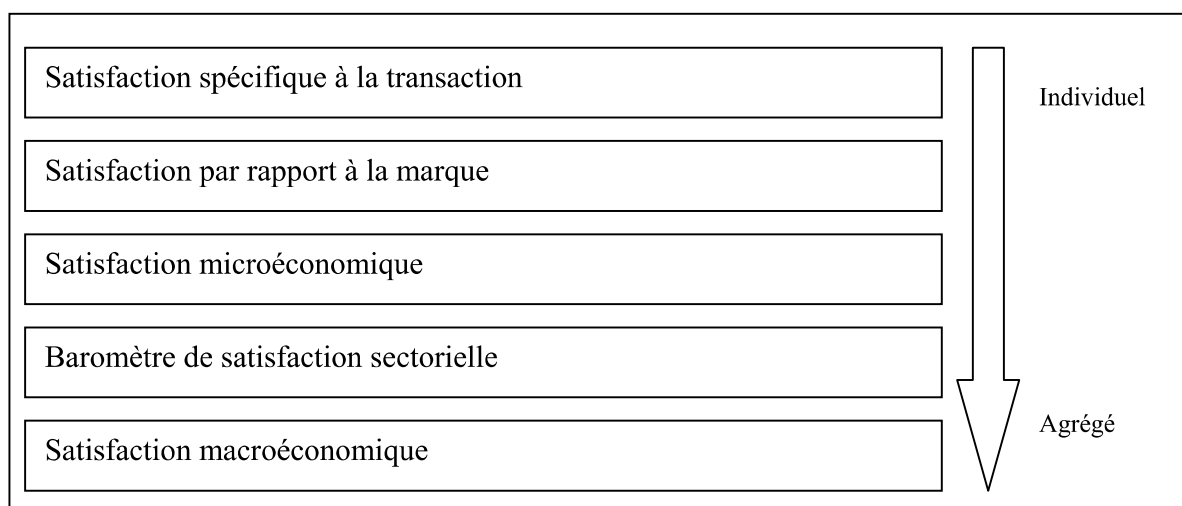 Satisfaction spécifique à la transaction
Individuel
Satisfaction par rapport à la marque
Satisfaction microéconomique
Baromètre de satisfaction sectorielle
Agrégé
Satisfaction macroéconomique